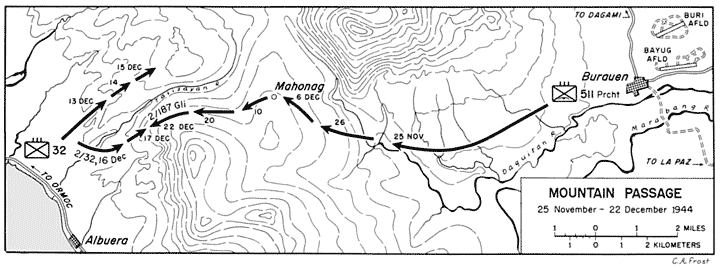 TO DAGAMI
BURI
AFLD
BAYUG
AFLD
Burauen
511 Prcht
Marabang R
TO LA PAZ
Daguitan R
25 NOV
26
6 DEC
Mahonag
10
20
22 DEC
2/187 Gli
17 DEC
15 DEC
14
13 DEC
32
2/32,16 Dec
TO ORMOC
Albuera
MOUNTAIN PASSAGE
25 November – 22 December 1944
1 0 1 2 MILES
1 0 1 2 KILOMETERS
C.A. Frost